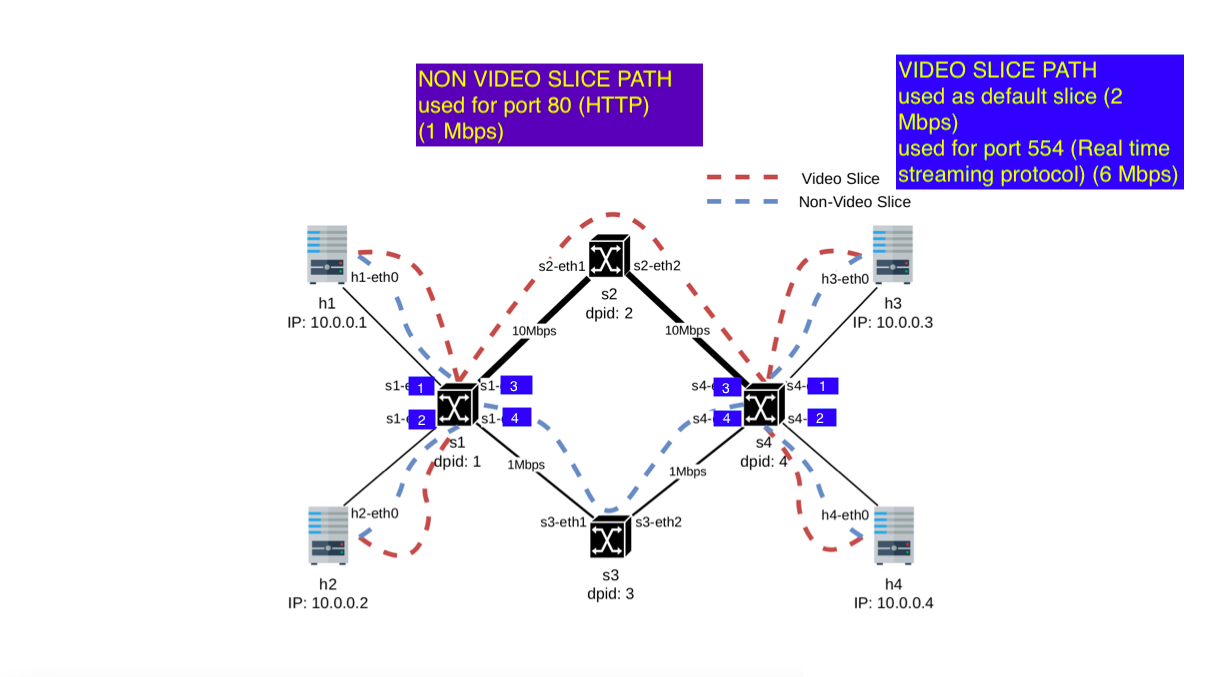 NON VIDEO SLICE PATH
used for port 80 (HTTP)
(1 Mbps)
VIDEO SLICE PATH
used as default slice (2
Mbps)
used for port 554 (Real time
streaming protocol) (6 Mbps)
Video Slice
Non-Video Slice
h1-eth0
h1
IP: 10.0.0.1
s2-eth1
s2-eth2
s2
dpid: 2
h3-eth0
h3
IP: 10.0.0.3
10Mbps
10Mbps
s1-e 1
s1- 3
s1-e 2
s1- 4
s1
dpid: 1
s4- 3
s4- 1
s4- 4
s4- 2
s4
dpid: 4
1Mbps
1Mbps
h2-eth0
h2
IP: 10.0.0.2
s3-eth1
s3-eth2
s3
dpid: 3
h4-eth0
h4
IP: 10.0.0.4